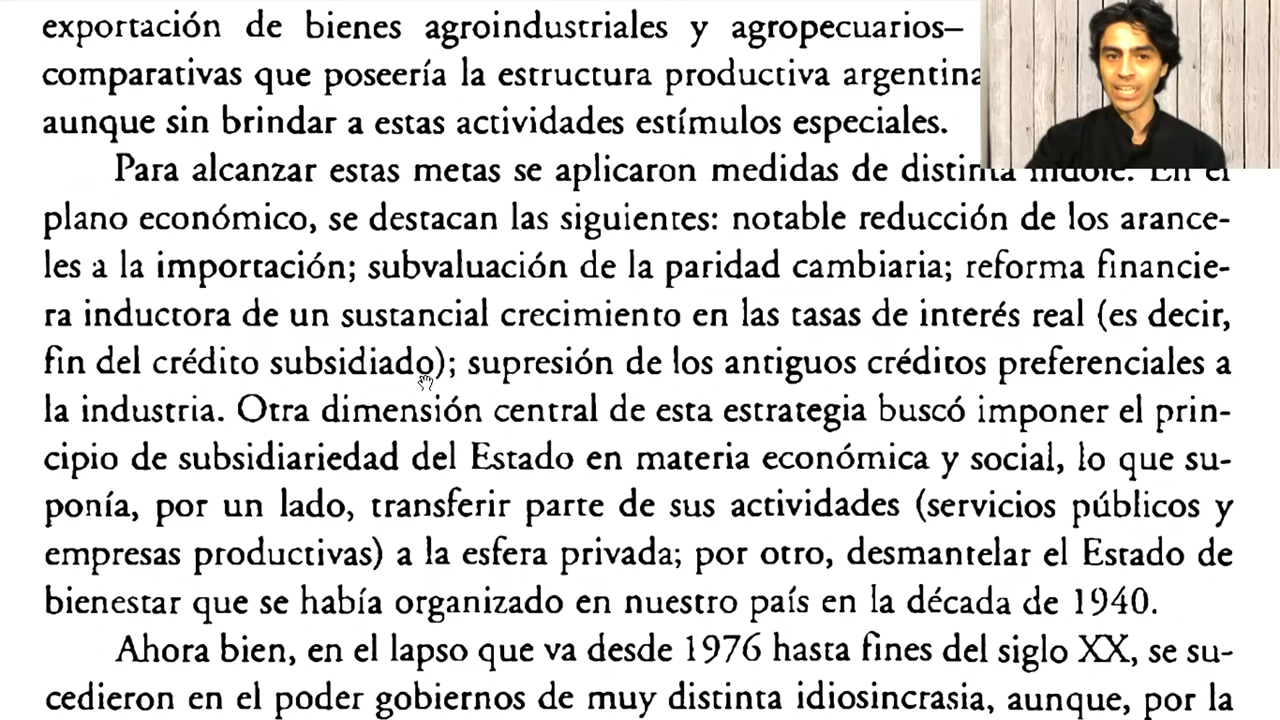 exportación de bienes agroindustriales y agropecuarios–
comparativas que poseería la estructura productiva argentina
aunque sin brindar a estas actividades estímulos especiales.
Para alcanzar estas metas se aplicaron medidas de distinta índole. En el
plano económico, se destacan las siguientes: notable reducción de los arance-
les a la importación; subvaluación de la paridad cambiaria; reforma financie-
ra inductora de un sustancial crecimiento en las tasas de interés real (es decir,
fin del crédito subsidiado); supresión de los antiguos créditos preferenciales a
la industria. Otra dimensión central de esta estrategia buscó imponer el prin-
cipio de subsidiariedad del Estado en materia económica y social, lo que su-
ponía, por un lado, transferir parte de sus actividades (servicios públicos y
empresas productivas) a la esfera privada; por otro, desmantelar el Estado de
bienestar que se había organizado en nuestro país en la década de 1940.
Ahora bien, en el lapso que va desde 1976 hasta fines del siglo XX, se su-
cedieron en el poder gobiernos de muy distinta idiosincrasia, aunque, por la